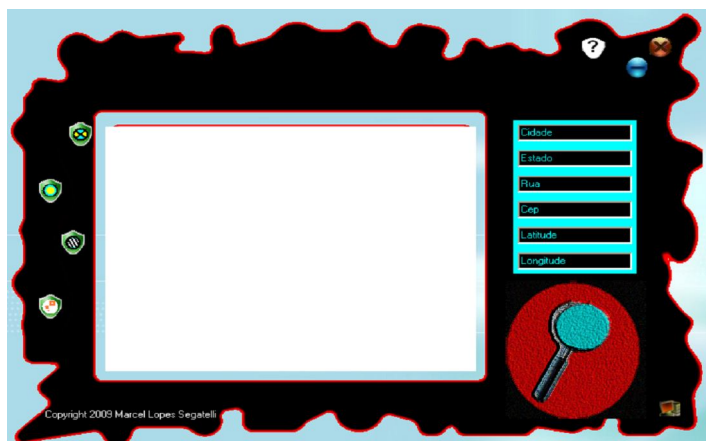 ?
Cidade
Estado
Rua
Cep
Latitude
Longitude
Copyright 2009 Marcel Lopes Segatelli